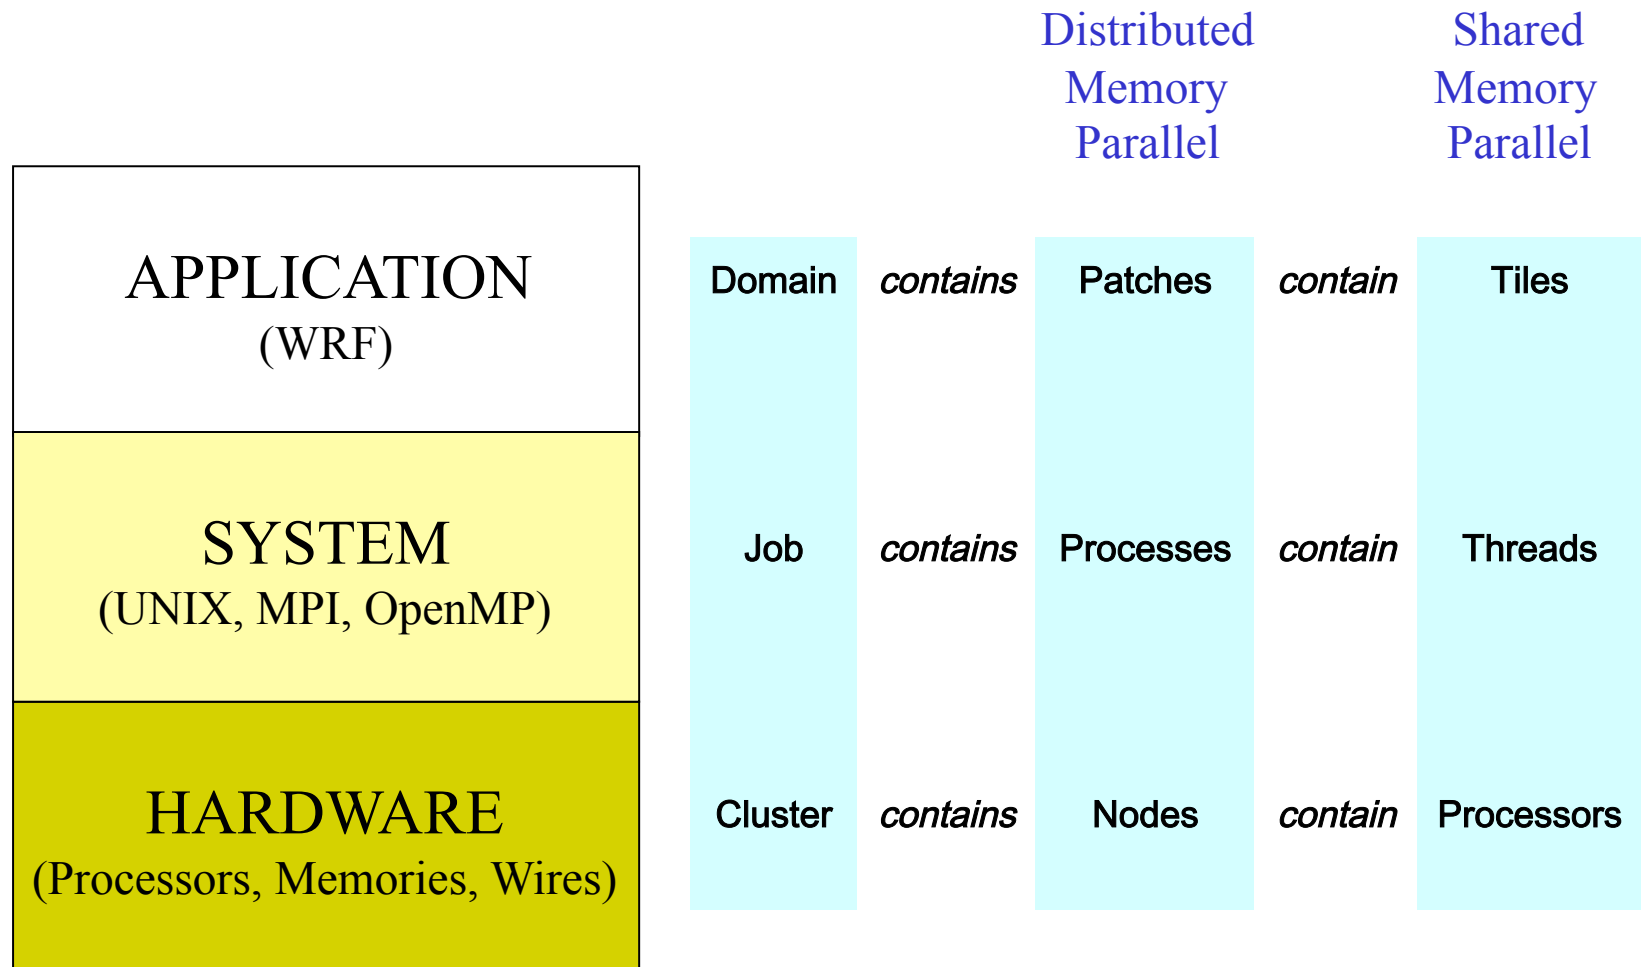 Distributed
Memory
Parallel
Shared
Memory
Parallel
APPLICATION
(WRF)
Domain contains Patches contain Tiles
SYSTEM
(UNIX, MPI, OpenMP)
Job contains Processes contain Threads
HARDWARE
(Processors, Memories, Wires)
Cluster contains Nodes contain Processors